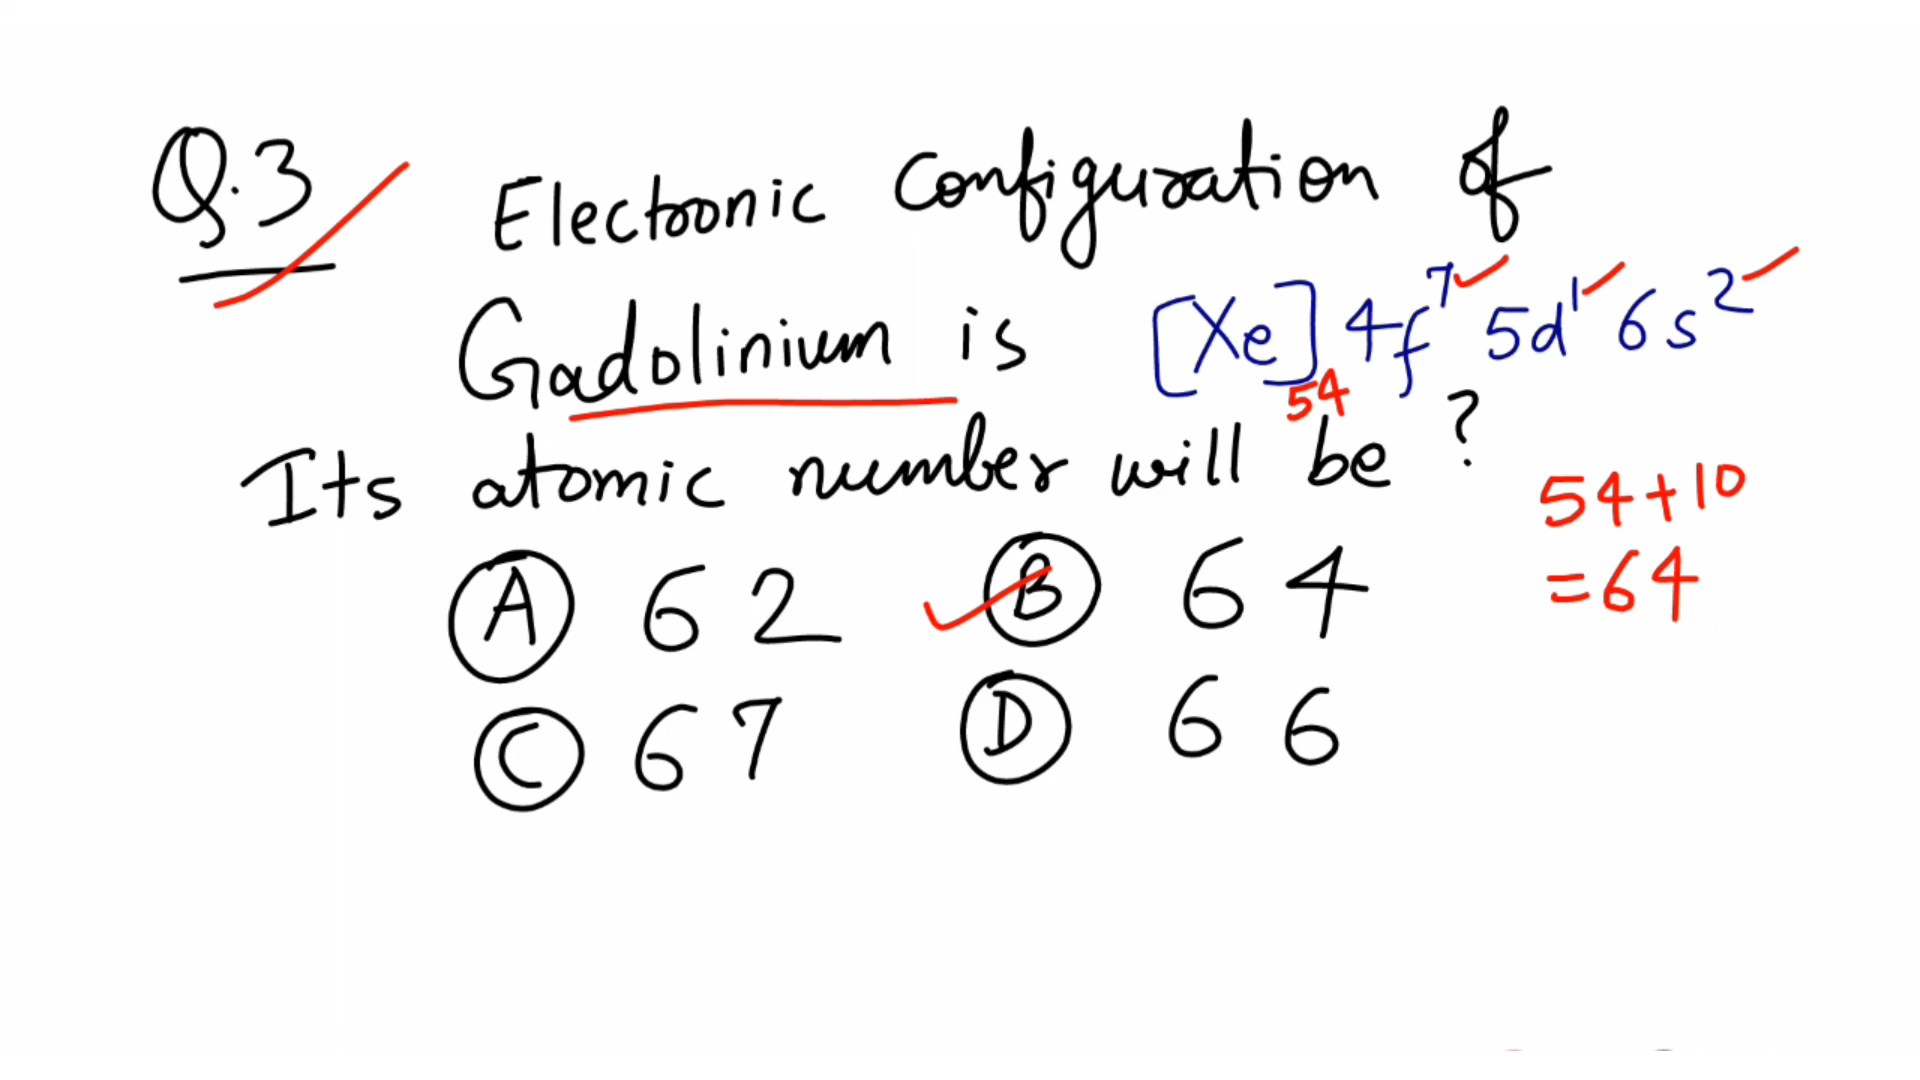 Q.3 Electronic configuration of
Gadolinium is [Xe]54 4f⁷ 5d¹ 6s²
Its atomic number will be ?
54+10
=64
(A) 62 (B) 64
(C) 67 (D) 66